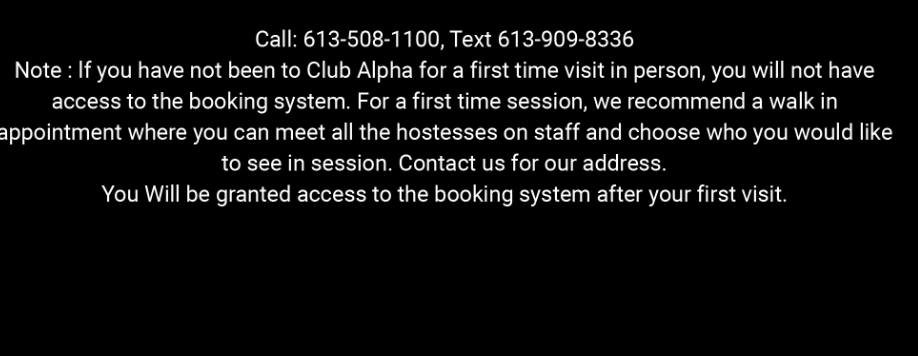 Call: 613-508-1100, Text 613-909-8336
Note : If you have not been to Club Alpha for a first time visit in person, you will not have
access to the booking system. For a first time session, we recommend a walk in
appointment where you can meet all the hostesses on staff and choose who you would like
to see in session. Contact us for our address.
You Will be granted access to the booking system after your first visit.